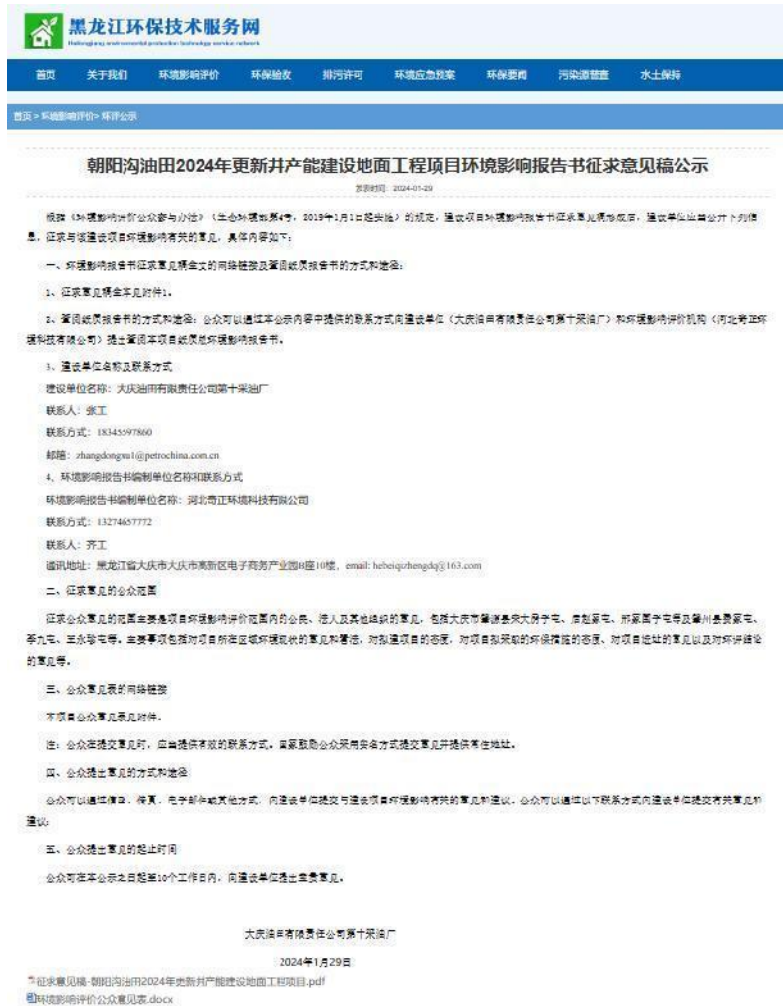 黑龙江环保技术服务网
Heilongjiang environmental protection technology service network
首页 关于我们 环境影响评价 环保验收 排污许可 环境应急预案 环保要闻 污染源普查 水土保持
首页 > 环境影响评价> 环评公示
朝阳沟油田2024年更新井产能建设地面工程项目环境影响报告书征求意见稿公示
发表时间: 2024-01-29
根据《环境影响评价公众参与办法》（生态环境部第4号，2019年1月1日起实施）的规定，建设项目环境影响报告书征求意见稿形成后，建设单位应当公开下列信
息，征求与该建设项目环境影响有关的意见，具体内容如下：
一、环境影响报告书征求意见稿全文的网络链接及查阅纸质报告书的方式和途径：
1、征求意见稿全本见附件1。
2、查阅纸质报告书的方式和途径：公众可以通过本公示内容中提供的联系方式向建设单位（大庆油田有限责任公司第十采油厂）和环境影响评价机构（河北奇正环
境科技有限公司）提出查阅本项目纸质总环境影响报告书。
3、建设单位名称及联系方式
建设单位名称：大庆油田有限责任公司第十采油厂
联系人：张工
联系方式：18345597860
邮箱：zhangdongxu1@petrochina.com.cn
4、环境影响报告书编制单位名称和联系方式
环境影响报告书编制单位名称：河北奇正环境科技有限公司
联系方式：13274657772
联系人：齐工
通讯地址：黑龙江省大庆市大庆市高新区电子商务产业园B座10楼，email: hebeiqizhengdq@163.com
二、征求意见的公众范围
征求公众意见的范围主要是项目环境影响评价范围内的公民、法人及其他组织的意见，包括大庆市肇源县宋大房子屯、后赵家屯、邢家围子屯等及肇州县费家屯、
李九屯、王永珍屯等。主要事项包括对项目所在区域环境现状的意见和看法，对拟建项目的态度，对项目拟采取的环保措施的态度、对项目选址的意见以及对环评结论
的意见等。
三、公众意见表的网络链接
本项目公众意见表见附件。
注：公众在提交意见时，应当提供有效的联系方式。国家鼓励公众采用实名方式提交意见并提供常住地址。
四、公众提出意见的方式和途径
公众可以通过信函、传真、电子邮件或其他方式，向建设单位提交与建设项目环境影响有关的意见和建议。公众可以通过以下联系方式向建设单位提交有关意见和
建议：
五、公众提出意见的起止时间
公众可在本公示之日起至10个工作日内，向建设单位提出宝贵意见。
大庆油田有限责任公司第十采油厂
2024年1月29日
征求意见稿-朝阳沟油田2024年更新井产能建设地面工程项目.pdf
环境影响评价公众意见表.docx